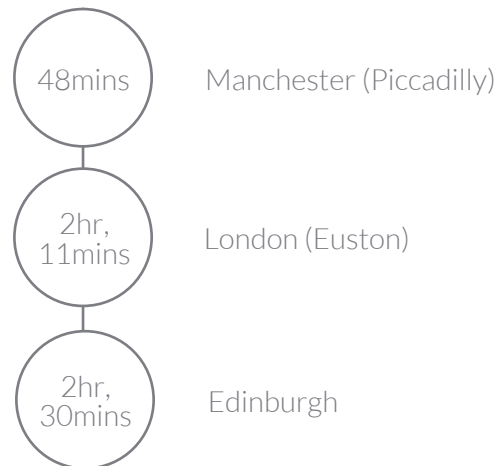 48mins
Manchester (Piccadilly)
2hr,
11mins
London (Euston)
2hr,
30mins
Edinburgh